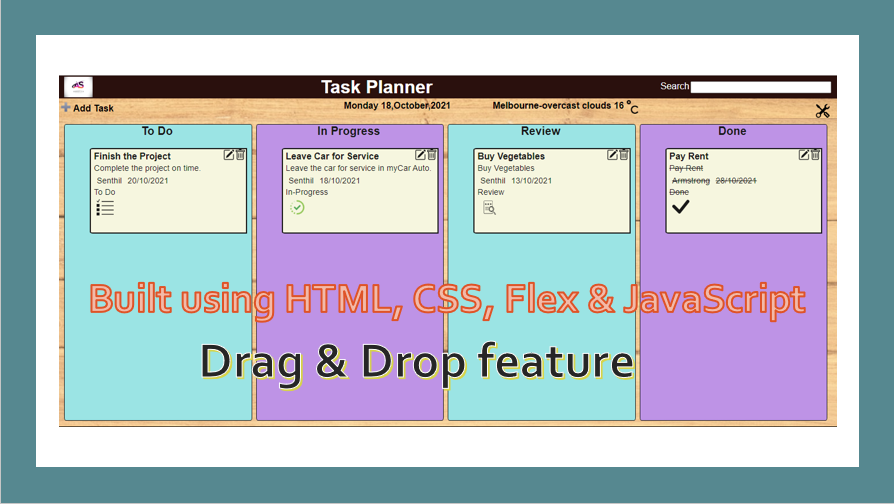 AS
Task Planner
Search
Add Task
Monday 18,October,2021
Melbourne-overcast clouds 16 °C
To Do
In Progress
Review
Done
Finish the Project
Complete the project on time.
Senthil 20/10/2021
To Do
Leave Car for Service
Leave the car for service in myCar Auto.
Senthil 18/10/2021
In-Progress
Buy Vegetables
Buy Vegetables
Senthil 13/10/2021
Review
Pay Rent
Pay Rent
Armstrong 28/10/2021
Done
Built using HTML, CSS, Flex & JavaScript
Drag & Drop feature